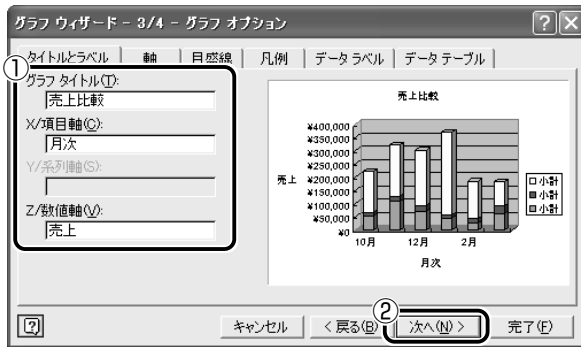 グラフ ウィザード - 3/4 - グラフ オプション
タイトルとラベル 軸 目盛線 凡例 データ ラベル データ テーブル
①
グラフ タイトル(T):
売上比較
X/項目軸(C):
月次
Y/系列軸(S):
Z/数値軸(V):
売上
売上比較
¥400,000
¥350,000
¥300,000
¥250,000
¥200,000
¥150,000
¥100,000
¥50,000
¥0
売上
10月 12月 2月
月次
小計
小計
小計
②
キャンセル < 戻る(B) 次へ(N) > 完了(F)